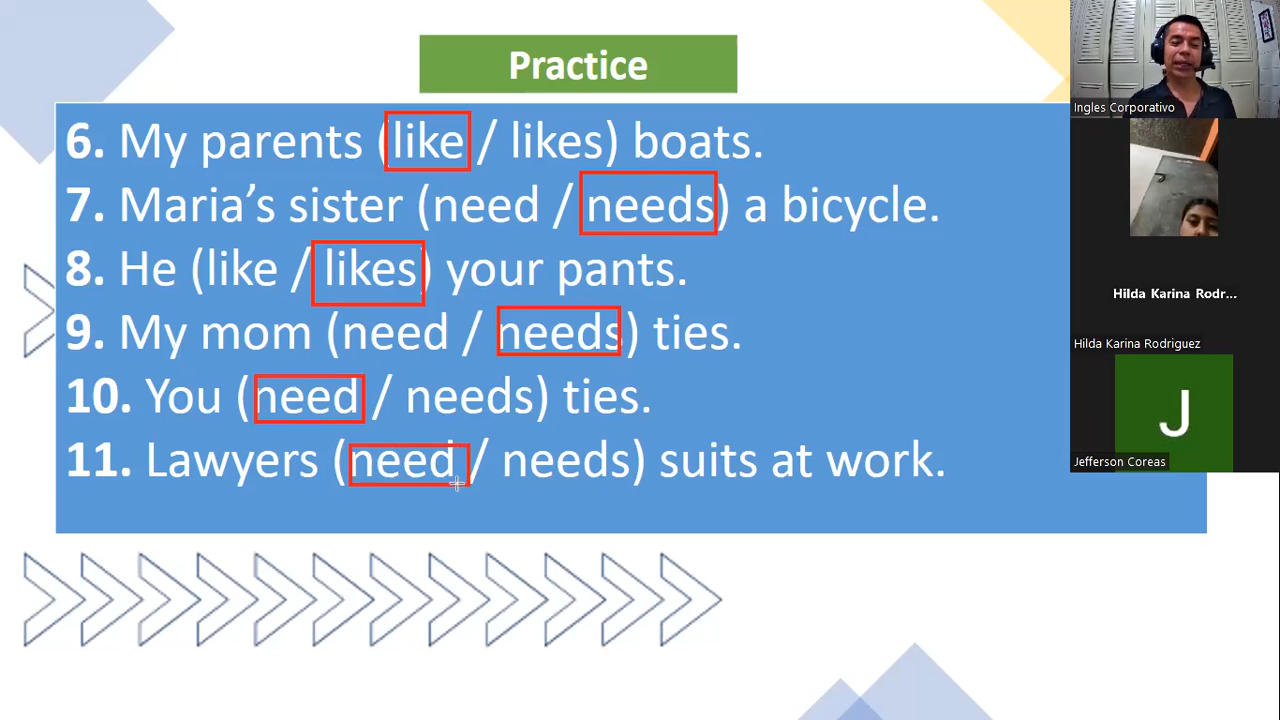 Practice
6. My parents (like / likes) boats.
7. Maria’s sister (need / needs) a bicycle.
8. He (like / likes) your pants.
9. My mom (need / needs) ties.
10. You (need / needs) ties.
11. Lawyers (need / needs) suits at work.
Ingles Corporativo
Hilda Karina Rodr...
Hilda Karina Rodriguez
J
Jefferson Coreas